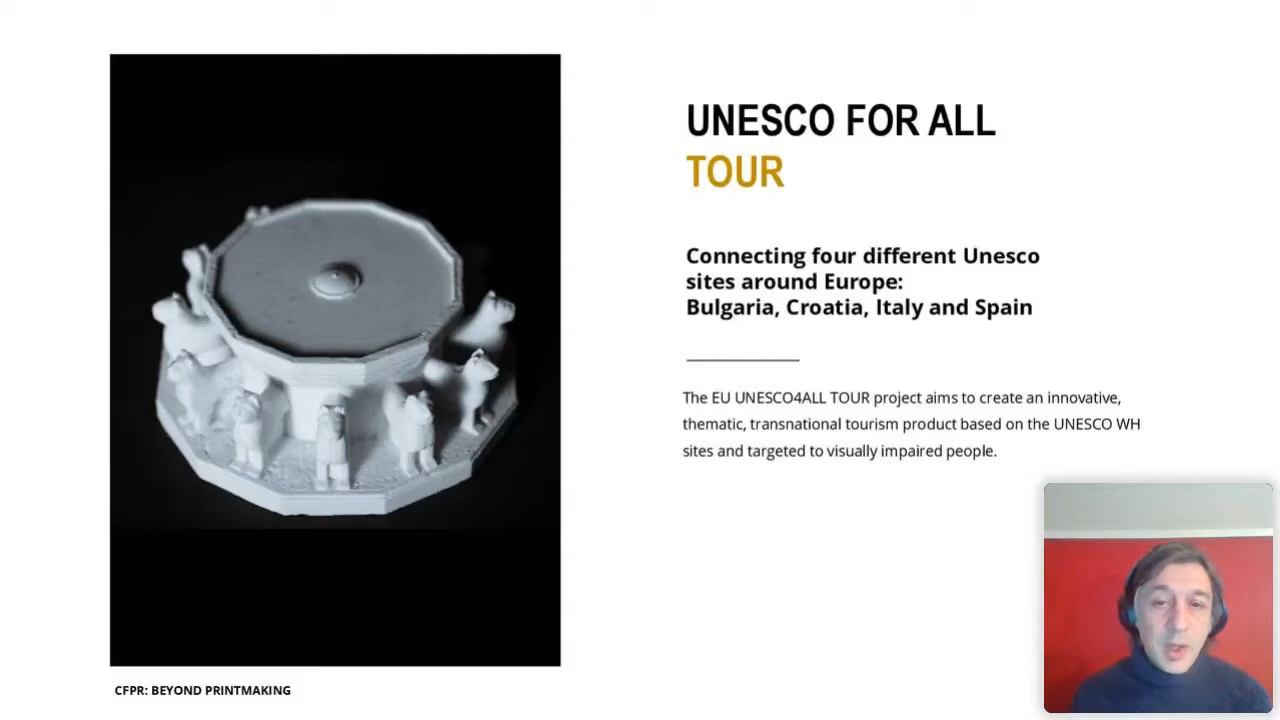 UNESCO FOR ALL
TOUR
Connecting four different Unesco
sites around Europe:
Bulgaria, Croatia, Italy and Spain
The EU UNESCO4ALL TOUR project aims to create an innovative,
thematic, transnational tourism product based on the UNESCO WH
sites and targeted to visually impaired people.
CFPR: BEYOND PRINTMAKING